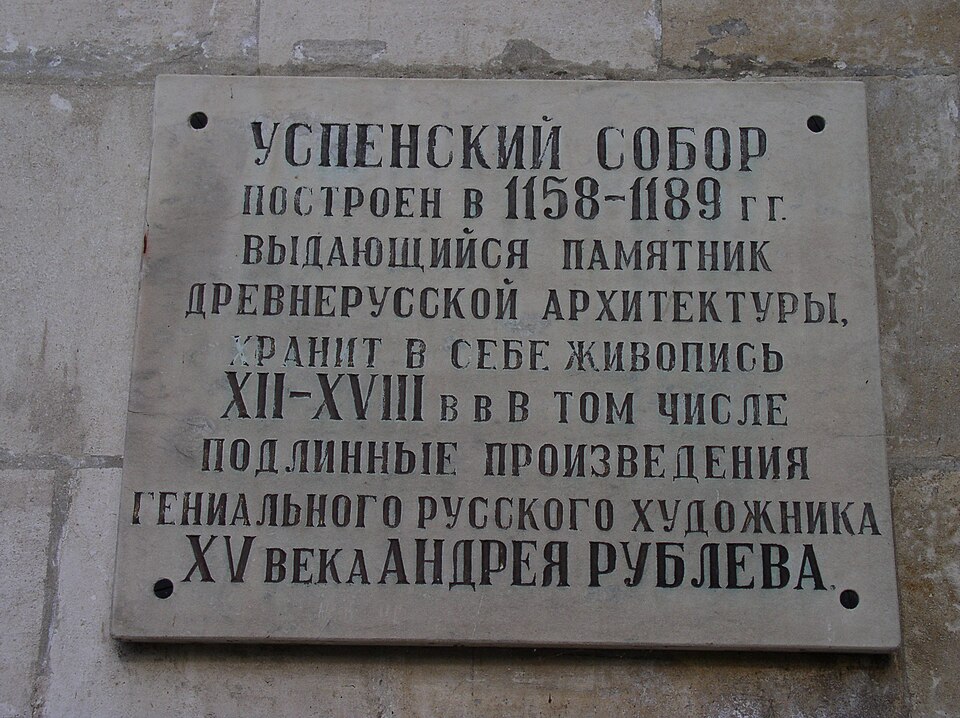 УСПЕНСКИЙ СОБОР
ПОСТРОЕН В 1158-1189 ГГ.
ВЫДАЮЩИЙСЯ ПАМЯТНИК
ДРЕВНЕРУССКОЙ АРХИТЕКТУРЫ,
ХРАНИТ В СЕБЕ ЖИВОПИСЬ
XII-XVIII В В В ТОМ ЧИСЛЕ
ПОДЛИННЫЕ ПРОИЗВЕДЕНИЯ
ГЕНИАЛЬНОГО РУССКОГО ХУДОЖНИКА
XV ВЕКА АНДРЕЯ РУБЛЕВА.